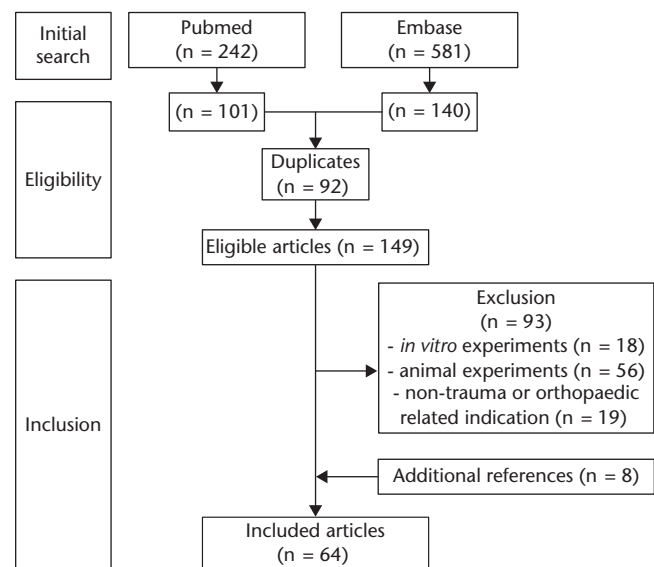 Initial
search
Pubmed
(n = 242)
Embase
(n = 581)
Eligibility
(n = 101)
(n = 140)
Duplicates
(n = 92)
Eligible articles (n = 149)
Inclusion
Exclusion
(n = 93)
- in vitro experiments (n = 18)
- animal experiments (n = 56)
- non-trauma or orthopaedic
related indication (n = 19)
Additional references (n = 8)
Included articles
(n = 64)